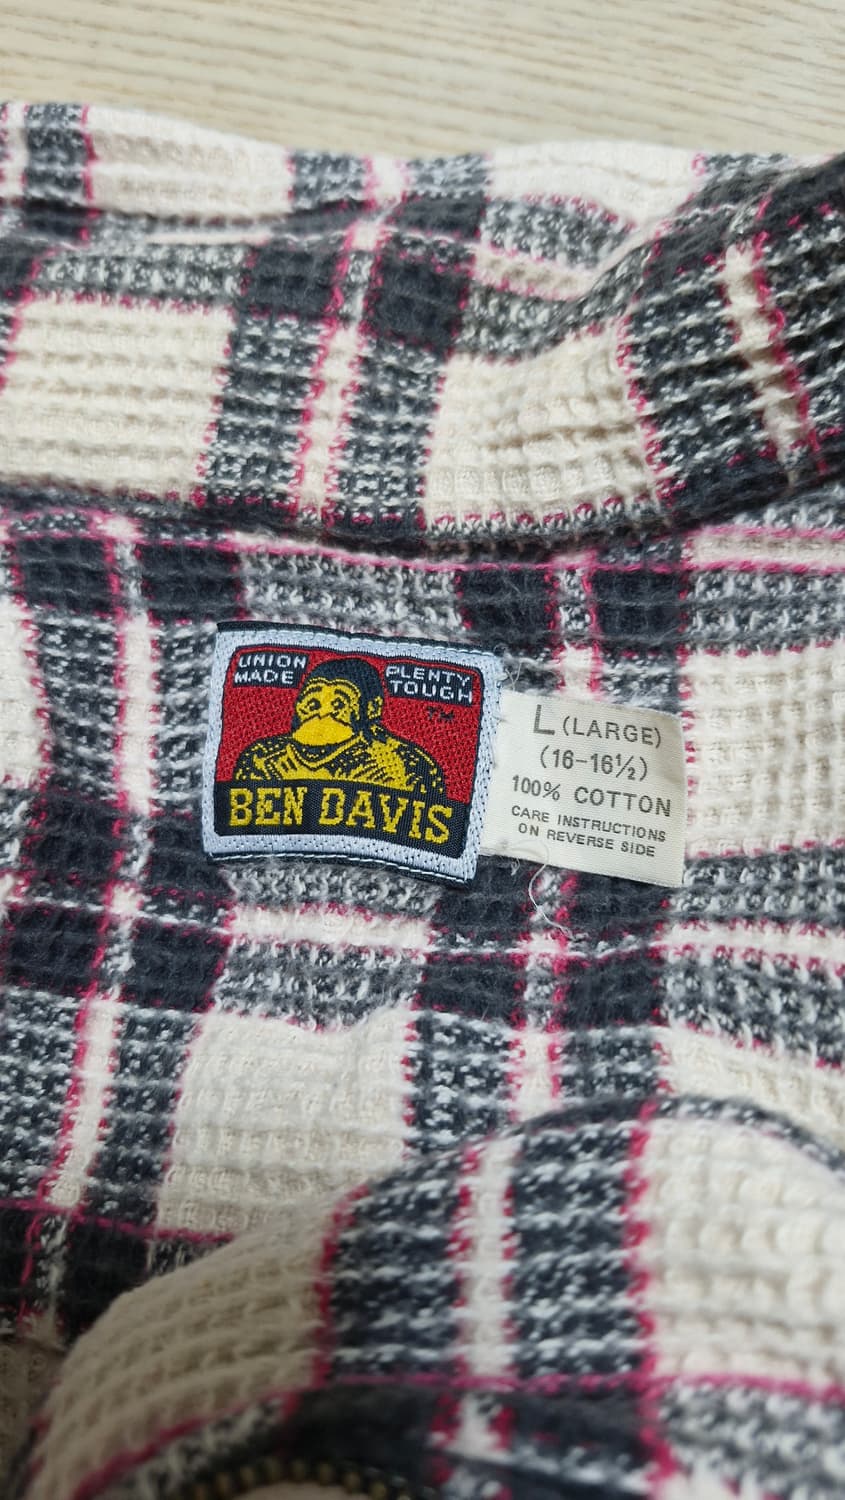 UNION
MADE
PLENTY
TOUGH
TM
BEN DAVIS
L (LARGE)
(16-16½)
100% COTTON
CARE INSTRUCTIONS
ON REVERSE SIDE